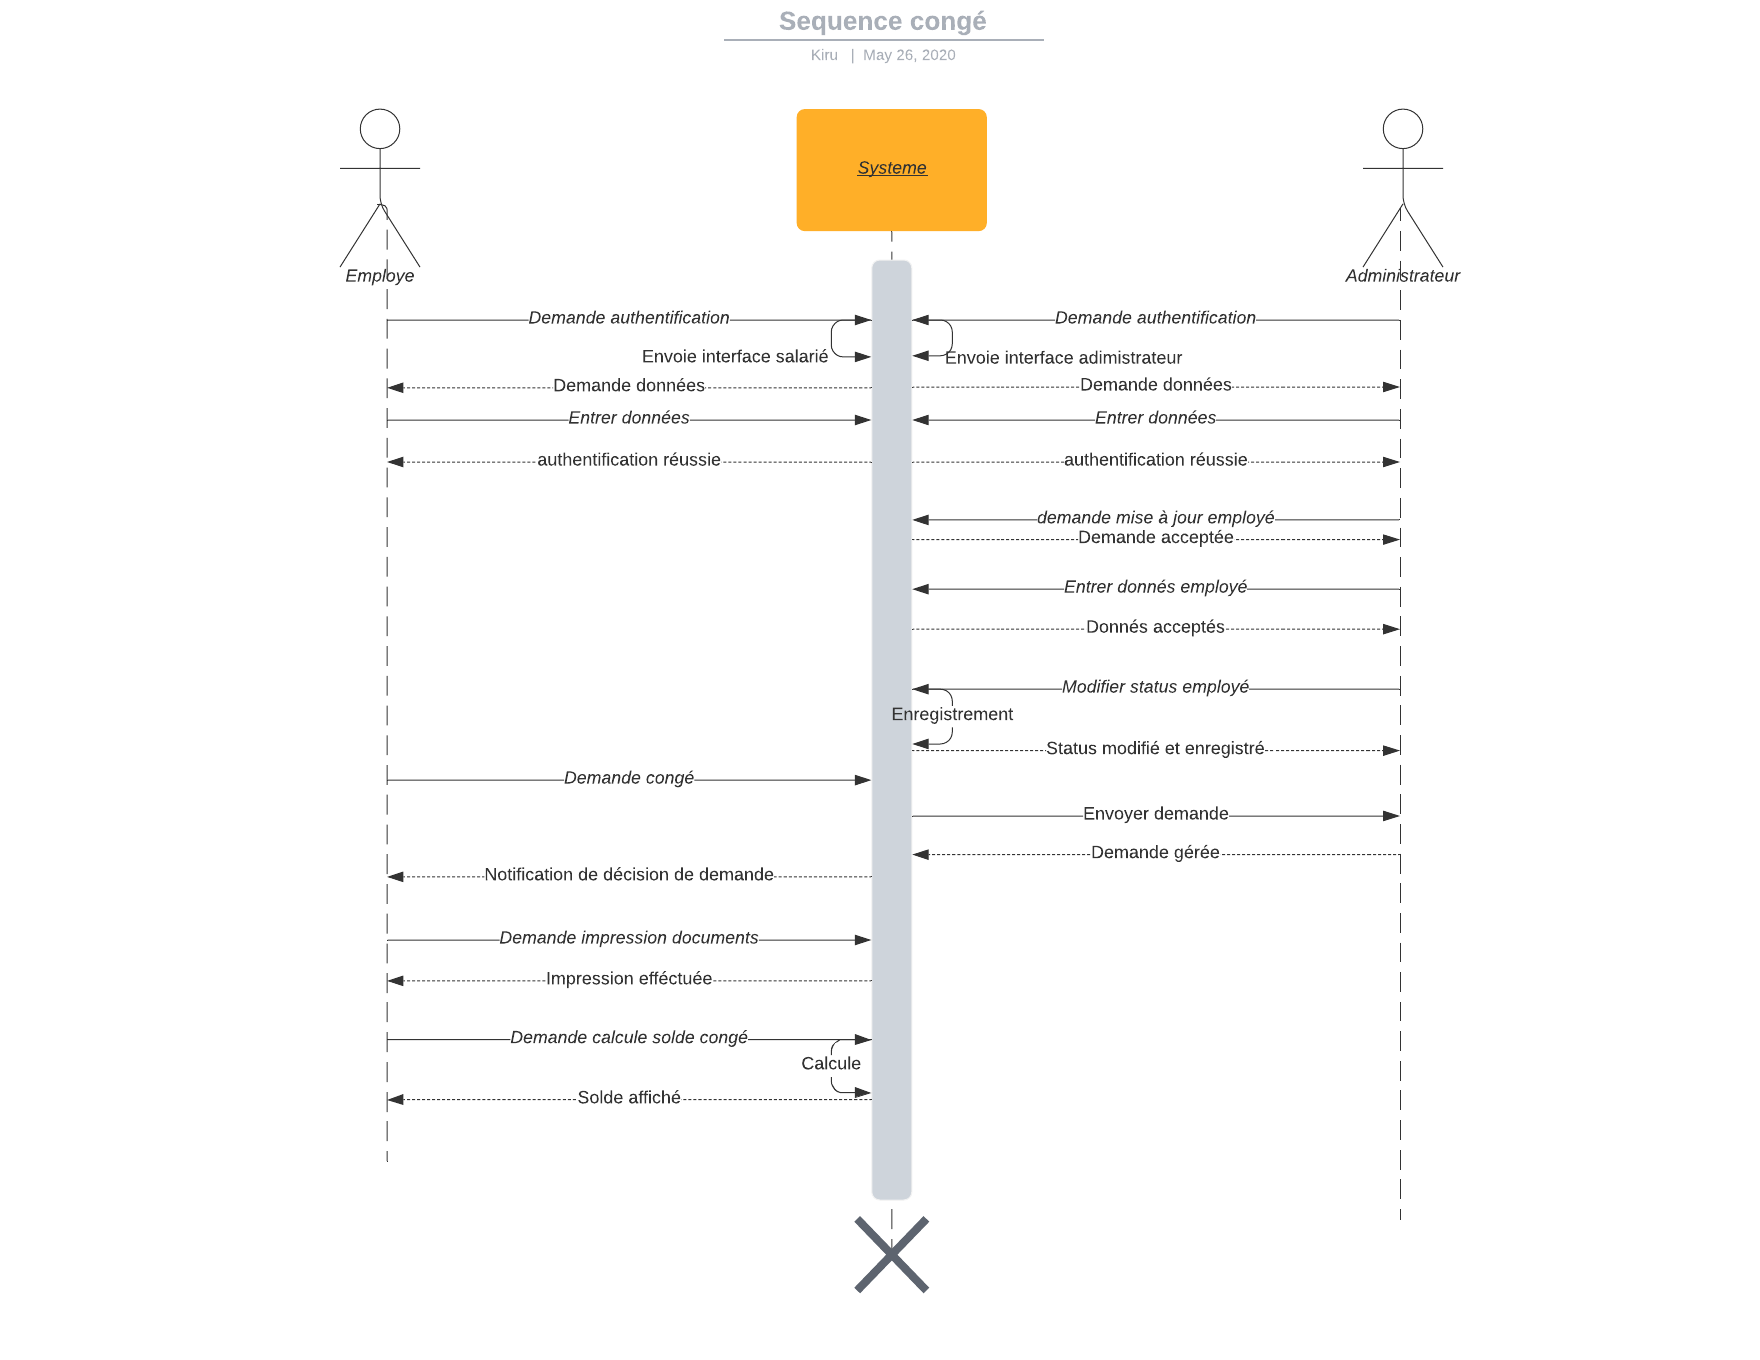 Sequence congé
Kiru | May 26, 2020
Systeme
Employe
Administrateur
Demande authentification
Demande authentification
Envoie interface salarié
Envoie interface adimistrateur
Demande données
Demande données
Entrer données
Entrer données
authentification réussie
authentification réussie
demande mise à jour employé
Demande acceptée
Entrer donnés employé
Donnés acceptés
Modifier status employé
Enregistrement
Status modifié et enregistré
Demande congé
Envoyer demande
Demande gérée
Notification de décision de demande
Demande impression documents
Impression efféctuée
Demande calcule solde congé
Calcule
Solde affiché